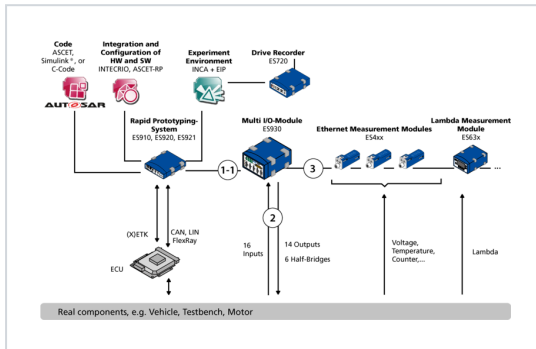 Code
ASCET,
Simulink®, or
C-Code
AUTOSAR
Integration and
Configuration of
HW and SW
INTECRIO, ASCET-RP
Experiment
Environment
INCA + EIP
Drive Recorder
ES720
Rapid Prototyping-
System
ES910, ES920, ES921
Multi I/O-Module
ES930
Ethernet Measurement Modules
ES4xx
Lambda Measurement
Module
ES63x
1-1
3
...
2
(X)ETK
CAN, LIN
FlexRay
ECU
16
Inputs
14 Outputs
6 Half-Bridges
Voltage,
Temperature,
Counter,...
Lambda
Real components, e.g. Vehicle, Testbench, Motor